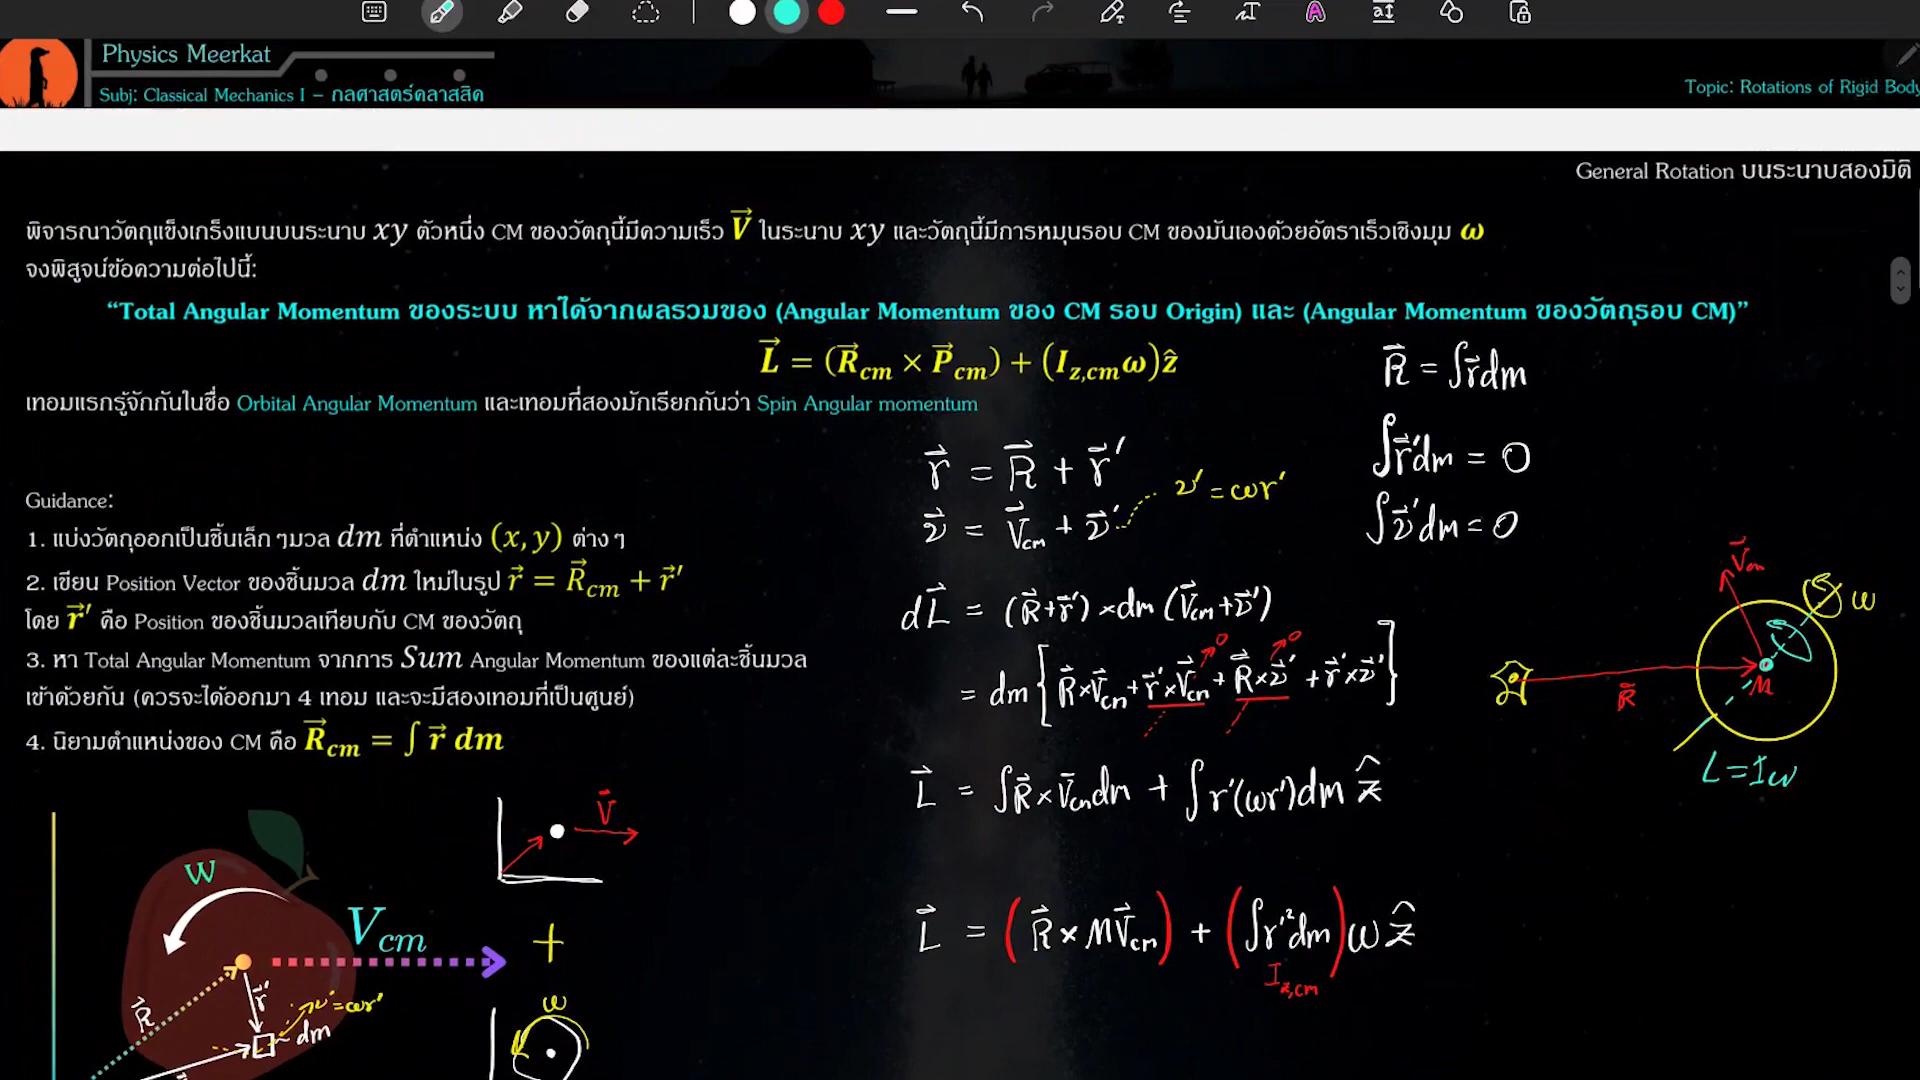 Physics Meerkat
Subj: Classical Mechanics I – กลศาสตร์คลาสสิค
Topic: Rotations of Rigid Body
General Rotation บนระนาบสองมิติ
พิจารณาวัตถุแข็งเกร็งแบนบนระนาบ xy ตัวหนึ่ง CM ของวัตถุนี้มีความเร็ว V⃗ ในระนาบ xy และวัตถุนี้มีการหมุนรอบ CM ของมันเองด้วยอัตราเร็วเชิงมุม ω
จงพิสูจน์ข้อความต่อไปนี้:
“Total Angular Momentum ของระบบ หาได้จากผลรวมของ (Angular Momentum ของ CM รอบ Origin) และ (Angular Momentum ของวัตถุรอบ CM)”
L⃗ = (R⃗cm × P⃗cm) + (Iz,cmω)ẑ
เทอมแรกรู้จักกันในชื่อ Orbital Angular Momentum และเทอมที่สองมักเรียกกันว่า Spin Angular momentum
Guidance:
1. แบ่งวัตถุออกเป็นชิ้นเล็ก ๆมวล dm ที่ตำแหน่ง (x, y) ต่าง ๆ
2. เขียน Position Vector ของชิ้นมวล dm ใหม่ในรูป r⃗ = R⃗cm + r⃗′
โดย r⃗′ คือ Position ของชิ้นมวลเทียบกับ CM ของวัตถุ
3. หา Total Angular Momentum จากการ Sum Angular Momentum ของแต่ละชิ้นมวล
เข้าด้วยกัน (ควรจะได้ออกมา 4 เทอม และจะมีสองเทอมที่เป็นศูนย์)
4. นิยามตำแหน่งของ CM คือ R⃗cm = ∫ r⃗ dm
R⃗ = ∫r⃗dm
∫r⃗′dm = 0
∫v⃗′dm = 0
r⃗ = R⃗ + r⃗′
v⃗ = V⃗cm + v⃗′
v′ = ωr′
dL⃗ = (R⃗+r⃗′)×dm(V⃗cm+v⃗′)
0 0
= dm[R⃗×V⃗cm + r⃗′×V⃗cm + R⃗×v⃗′ + r⃗′×v⃗′]
L⃗ = ∫R⃗×V⃗cmdm + ∫r′(ωr′)dm ẑ
L⃗ = (R⃗×MV⃗cm) + (∫r′²dm)ω ẑ
Iz,cm
V⃗cm
ω
R⃗
M
L = Iω
V⃗
+
ω
W
Vcm
R⃗
r⃗′
v′=ωr′
dm